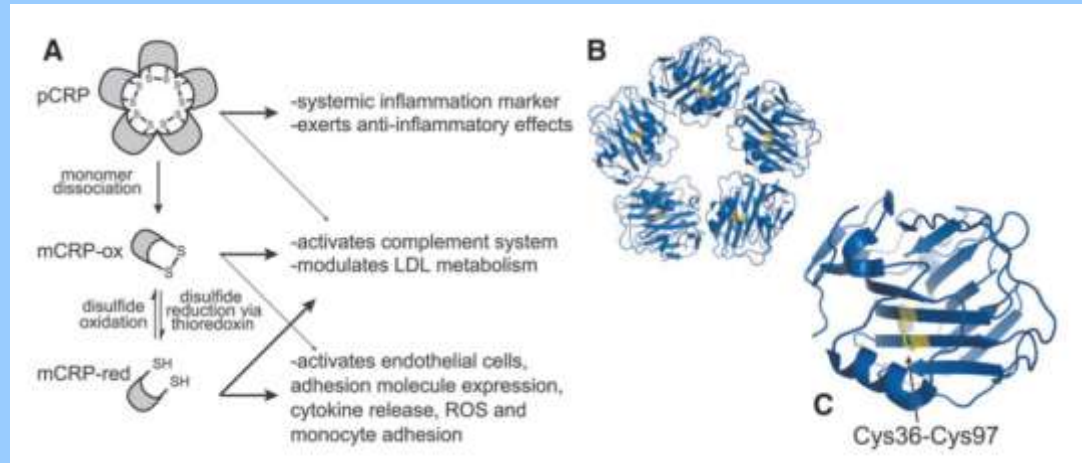 A
pCRP
S-S
S-S
S-S
S-S
S-S
-systemic inflammation marker
-exerts anti-inflammatory effects
monomer
dissociation
mCRP-ox
S
S
-activates complement system
-modulates LDL metabolism
disulfide
oxidation
disulfide
reduction via
thioredoxin
mCRP-red
SH
SH
-activates endothelial cells,
adhesion molecule expression,
cytokine release, ROS and
monocyte adhesion
B
C
Cys36-Cys97